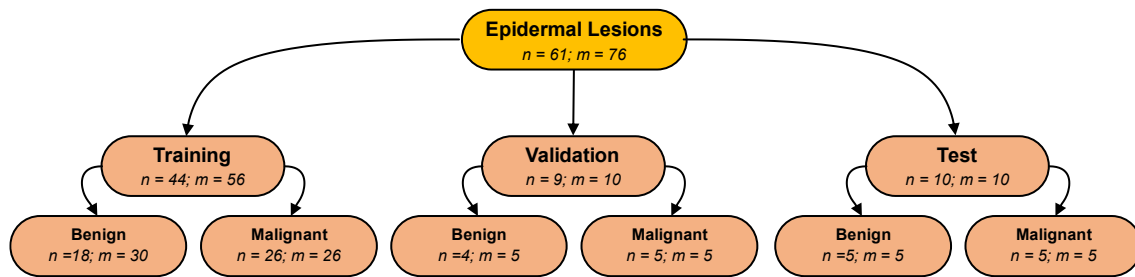 Epidermal Lesions
n = 61; m = 76
Training
n = 44; m = 56
Validation
n = 9; m = 10
Test
n = 10; m = 10
Benign
n =18; m = 30
Malignant
n = 26; m = 26
Benign
n =4; m = 5
Malignant
n = 5; m = 5
Benign
n =5; m = 5
Malignant
n = 5; m = 5